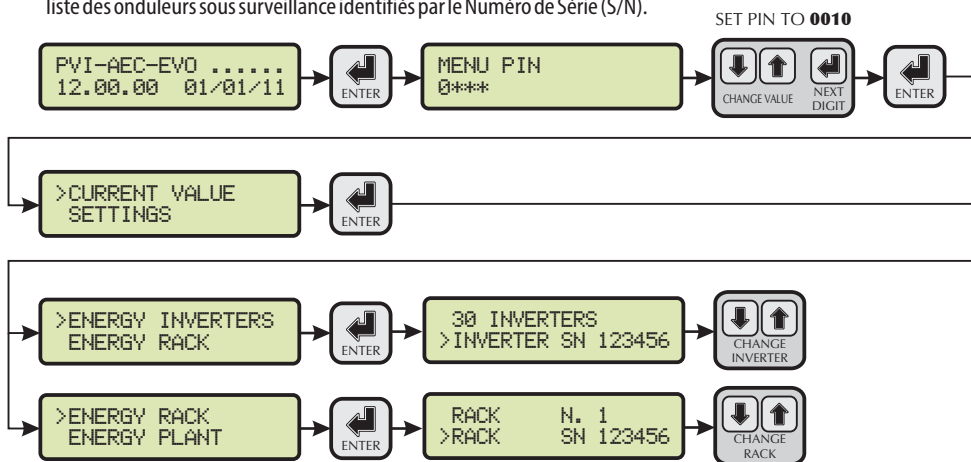 liste des onduleurs sous surveillance identifiés par le Numéro de Série (S/N).
SET PIN TO 0010
PVI-AEC-EVO ......
12.00.00 01/01/11
ENTER
MENU PIN
0***
CHANGE VALUE
NEXT
DIGIT
ENTER
>CURRENT VALUE
SETTINGS
ENTER
>ENERGY INVERTERS
ENERGY RACK
ENTER
30 INVERTERS
>INVERTER SN 123456
CHANGE
INVERTER
>ENERGY RACK
ENERGY PLANT
ENTER
RACK N. 1
>RACK SN 123456
CHANGE
RACK